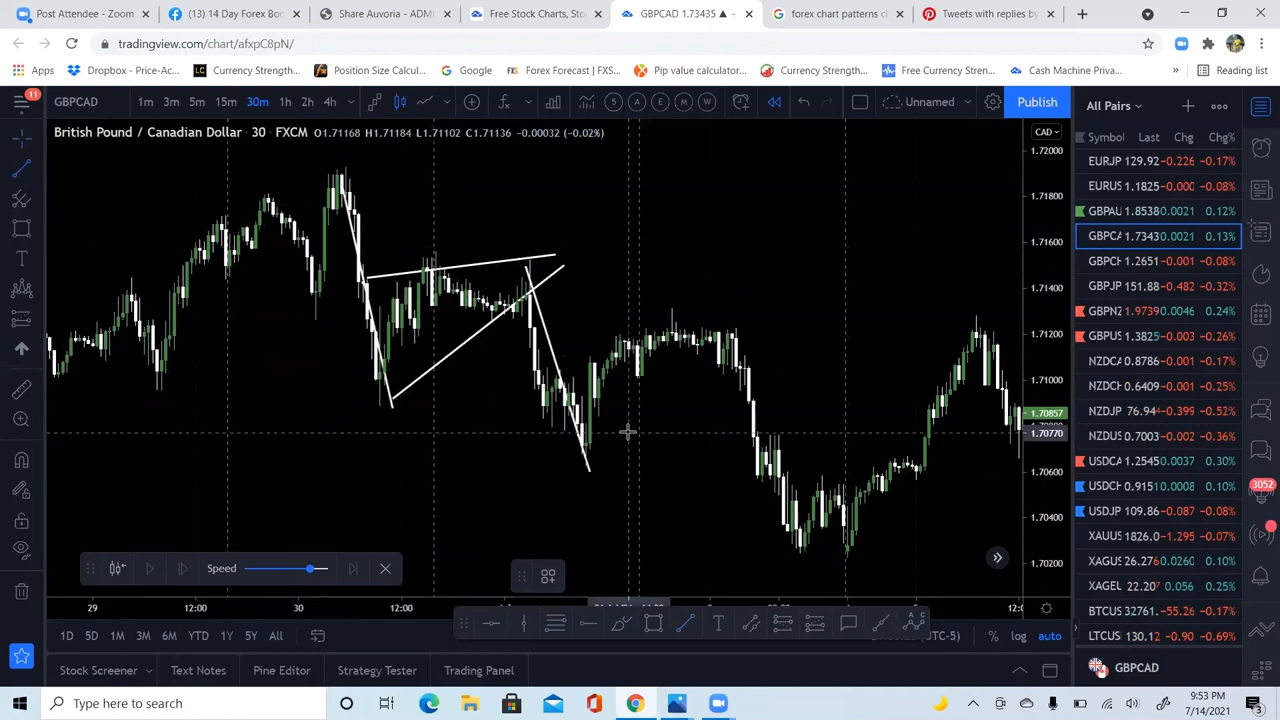 Post Attendee - Zoom
(13) 14 Day Forex Boo
Share Auvoria - ADM
Free Stock Charts, Sto
GBPCAD 1.73435 ▲ +
forex chart patterns c
Tweets with replies by
tradingview.com/chart/afxpC8pN/
Apps
Dropbox - Price-Ac...
Currency Strength...
Position Size Calcul...
Google
Forex Forecast | FXS...
Pip value calculator...
Currency Strength...
Free Currency Stren...
Cash Machine Priva...
»
Reading list
11
GBPCAD
1m 3m 5m 15m 30m 1h 2h 4h
5 A E M W
Unnamed
Publish
All Pairs
British Pound / Canadian Dollar · 30 · FXCM O1.71168 H1.71184 L1.71102 C1.71136 -0.00032 (-0.02%)
CAD
1.72000
1.71800
1.71600
1.71400
1.71200
1.71000
1.70857
1.70770
1.70600
1.70400
1.70200
Symbol Last Chg Chg%
EURJP 129.92 -0.226 -0.17%
EURUS 1.1825 -0.000 -0.08%
GBPAU 1.8538 0.0021 0.12%
GBPCA 1.7343 0.0021 0.13%
GBPCH 1.2651 -0.001 -0.08%
GBPJP 151.88 -0.482 -0.32%
GBPNZ 1.9739 0.0046 0.24%
GBPUS 1.3825 -0.003 -0.26%
NZDCA 0.8786 -0.001 -0.17%
NZDCH 0.6409 -0.001 -0.25%
NZDJP 76.94 -0.399 -0.52%
NZDUS 0.7003 -0.002 -0.36%
USDCA 1.2545 0.0037 0.30%
USDCH 0.9151 0.0008 0.10%
USDJP 109.86 -0.087 -0.08%
XAUUS 1826.0 -1.295 -0.07%
XAGUS 26.276 0.0260 0.10%
XAGEL 22.207 0.056 0.25%
BTCUS 32761. -55.26 -0.17%
LTCUS 130.12 -0.90 -0.69%
3052
Speed
29 12:00 30 12:00
12:0
1D 5D 1M 3M 6M YTD 1Y 5Y All
(UTC-5) % log auto
Stock Screener Text Notes Pine Editor Strategy Tester Trading Panel
GBPCAD
Type here to search
9:53 PM
7/14/2021
3